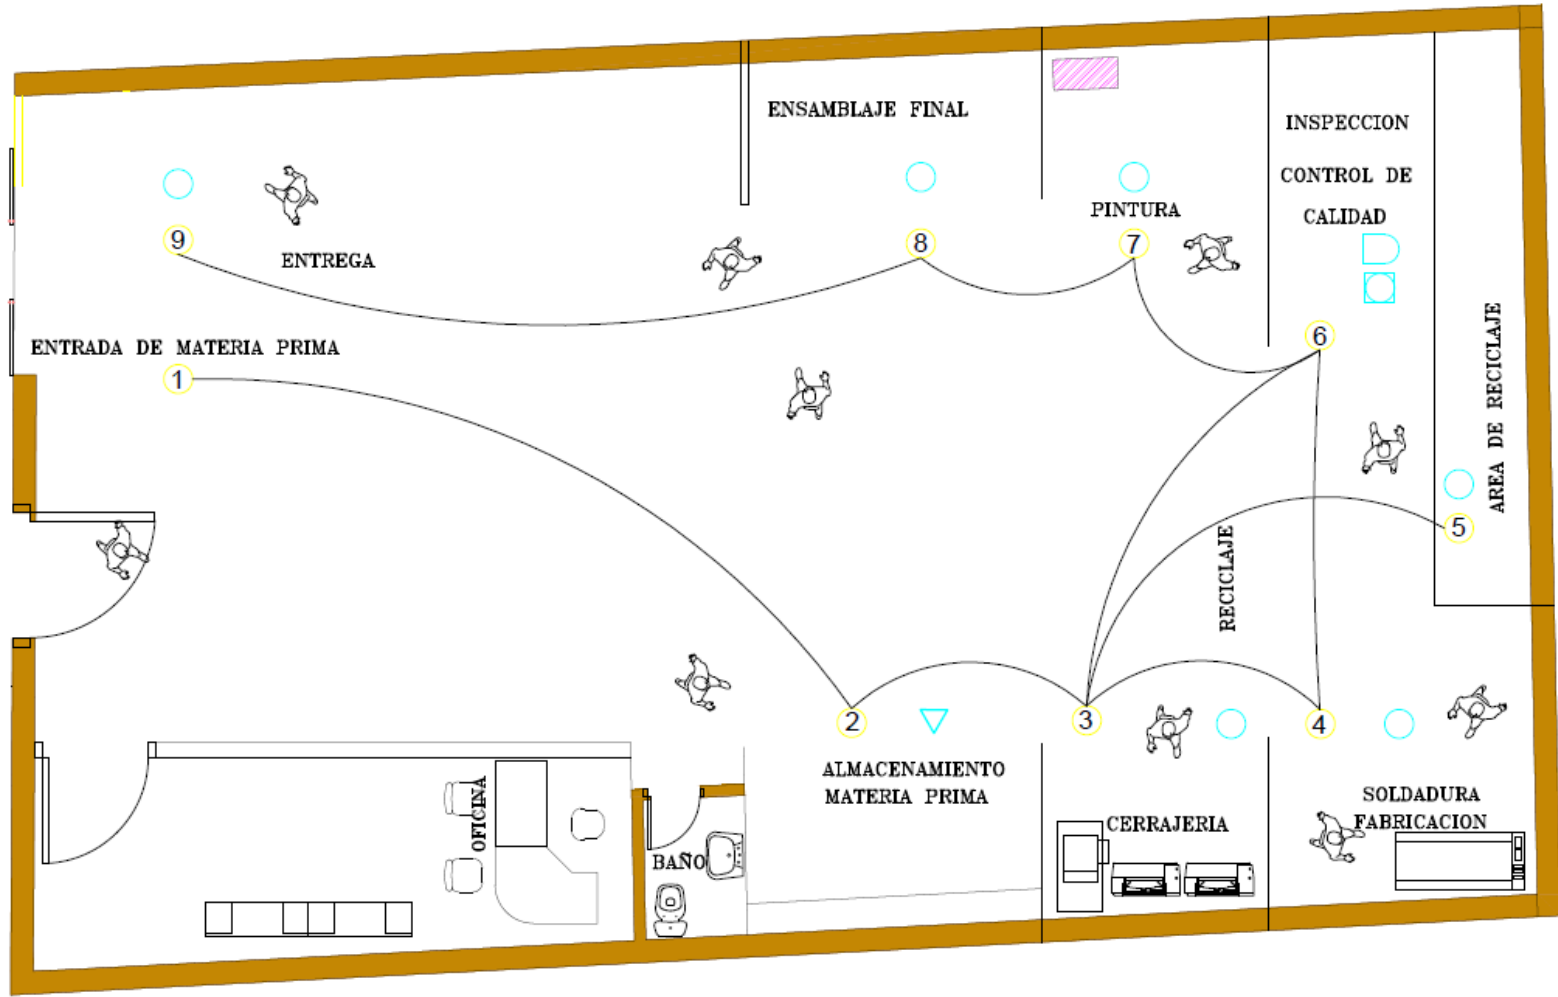 ENSAMBLAJE FINAL
INSPECCION
CONTROL DE
CALIDAD
PINTURA
9
8
7
ENTREGA
6
ENTRADA DE MATERIA PRIMA
1
AREA DE RECICLAJE
5
RECICLAJE
2
3
4
ALMACENAMIENTO
MATERIA PRIMA
OFICINA
BAÑO
CERRAJERIA
SOLDADURA
FABRICACION